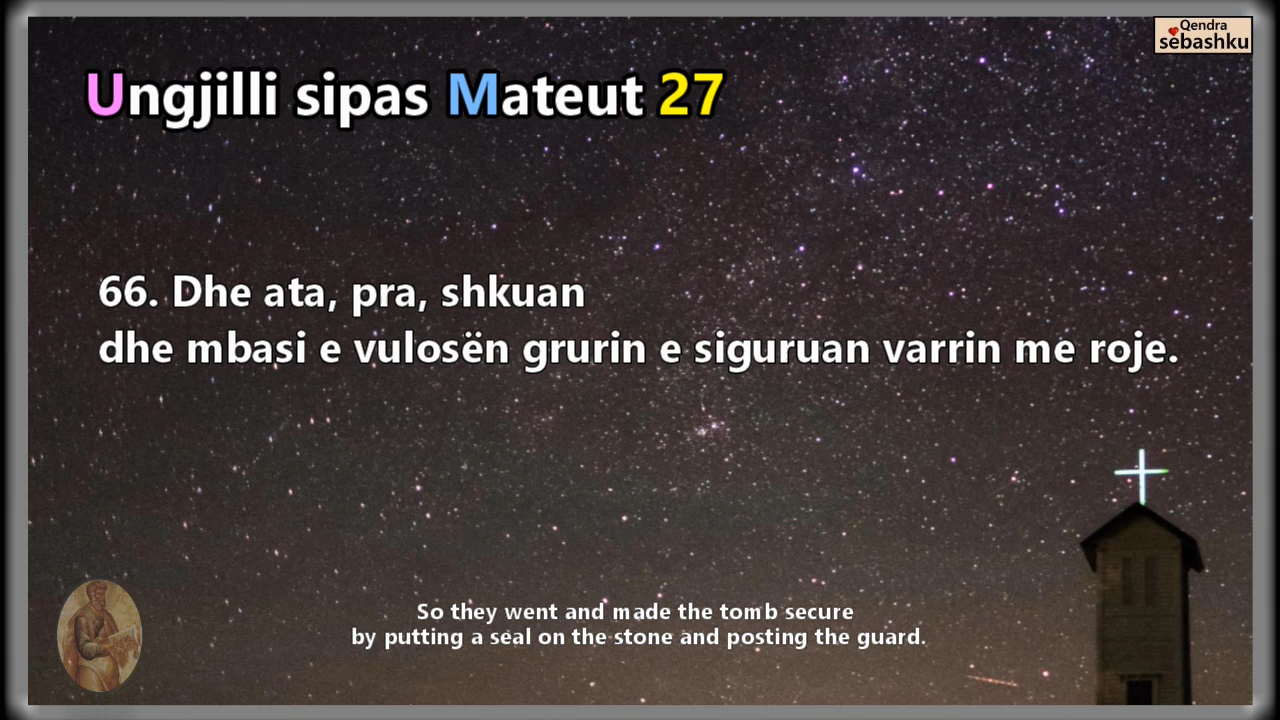 Qendra
sëbashku
Ungjilli sipas Mateut 27
66. Dhe ata, pra, shkuan
dhe mbasi e vulosën grurin e siguruan varrin me roje.
So they went and made the tomb secure
by putting a seal on the stone and posting the guard.